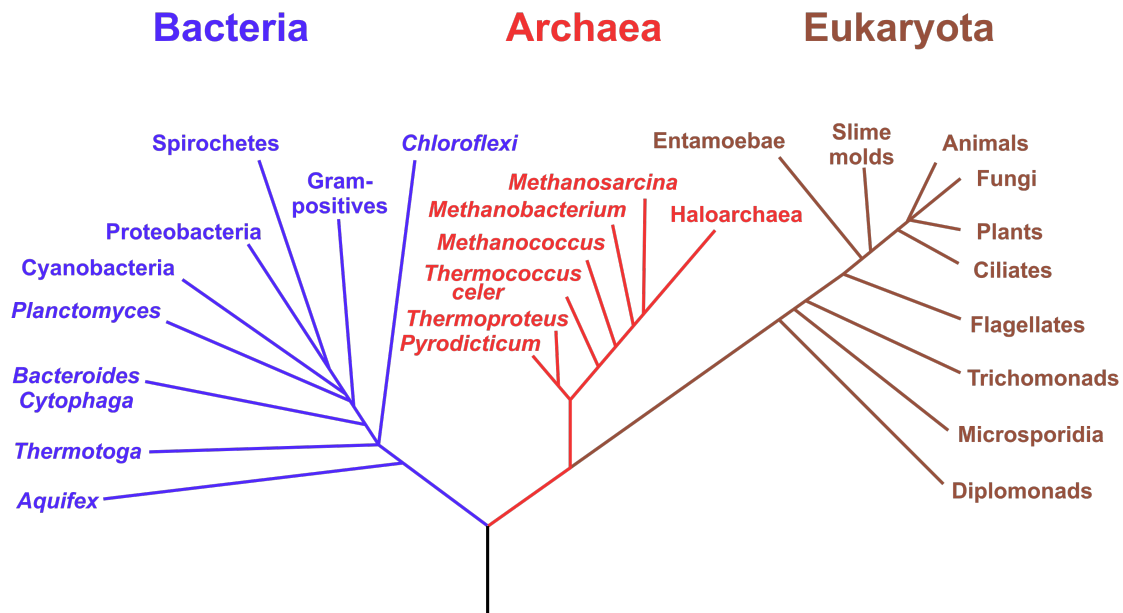 Bacteria
Archaea
Eukaryota
Spirochetes
Chloroflexi
Gram-
positives
Proteobacteria
Cyanobacteria
Planctomyces
Bacteroides
Cytophaga
Thermotoga
Aquifex
Methanosarcina
Methanobacterium
Haloarchaea
Methanococcus
Thermococcus
celer
Thermoproteus
Pyrodicticum
Entamoebae
Slime
molds
Animals
Fungi
Plants
Ciliates
Flagellates
Trichomonads
Microsporidia
Diplomonads